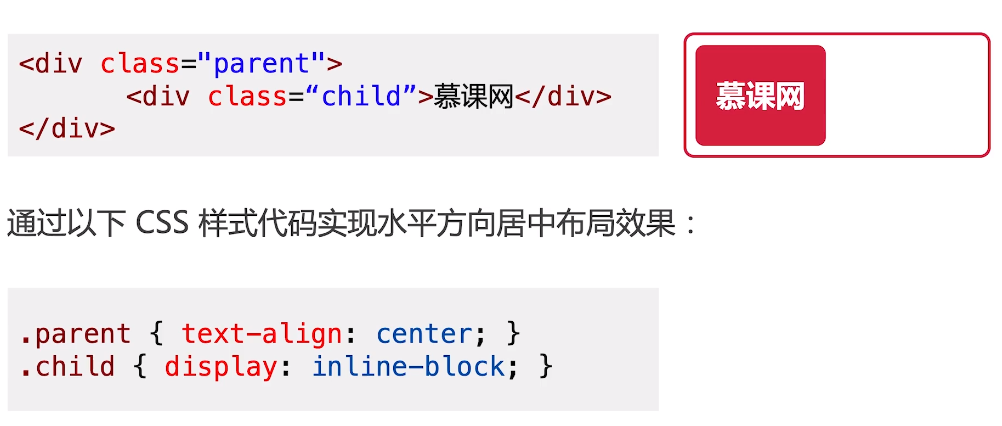 <div class="parent">
<div class=“child”>慕课网</div>
</div>
慕课网
通过以下 CSS 样式代码实现水平方向居中布局效果：
.parent { text-align: center; }
.child { display: inline-block; }